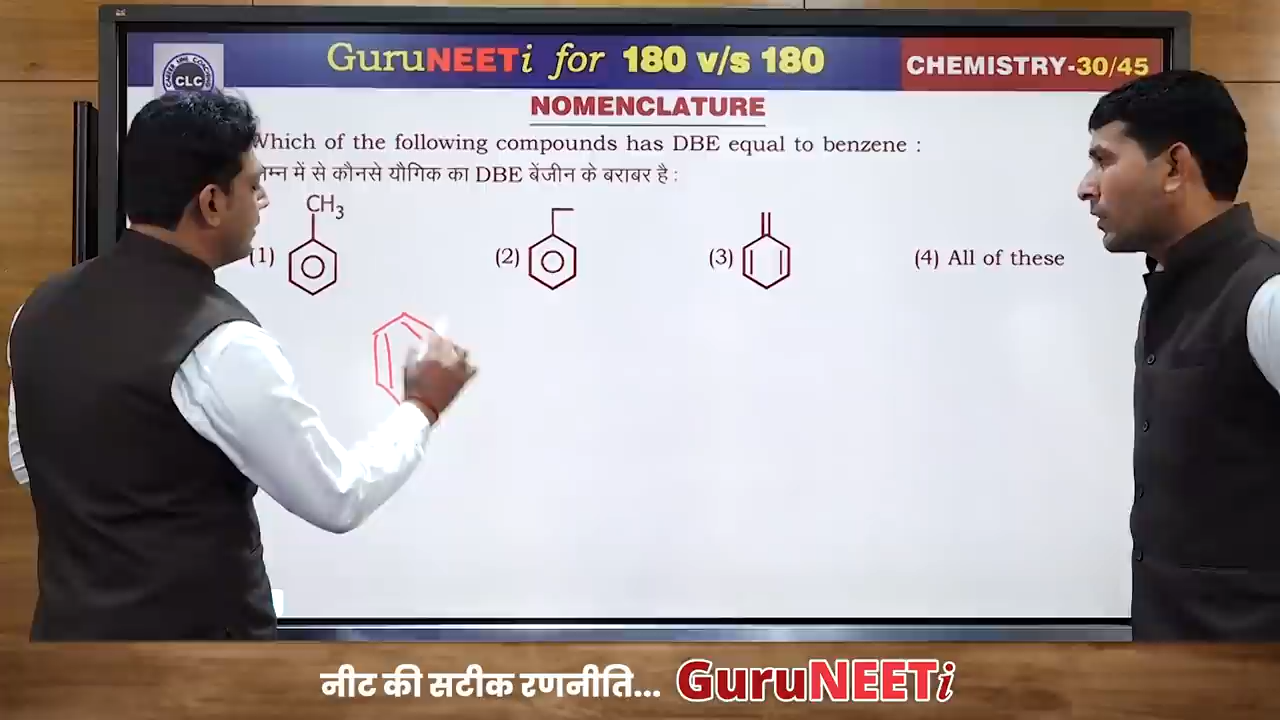 GuruNEETi for 180 v/s 180
CHEMISTRY-30/45
CLC
NOMENCLATURE
Which of the following compounds has DBE equal to benzene :
में से कौनसे यौगिक का DBE बेंजीन के बराबर है :
CH3
(1)
(2)
(3)
(4) All of these
नीट की सटीक रणनीति... GuruNEETi